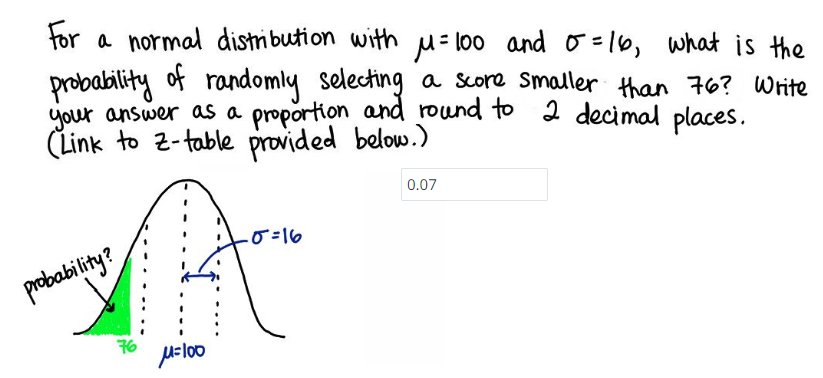 For a normal distribution with μ=100 and σ=16, what is the
probability of randomly selecting a score smaller than 76? Write
your answer as a proportion and round to 2 decimal places.
(Link to z-table provided below.)
0.07
σ=16
probability?
76
μ=100